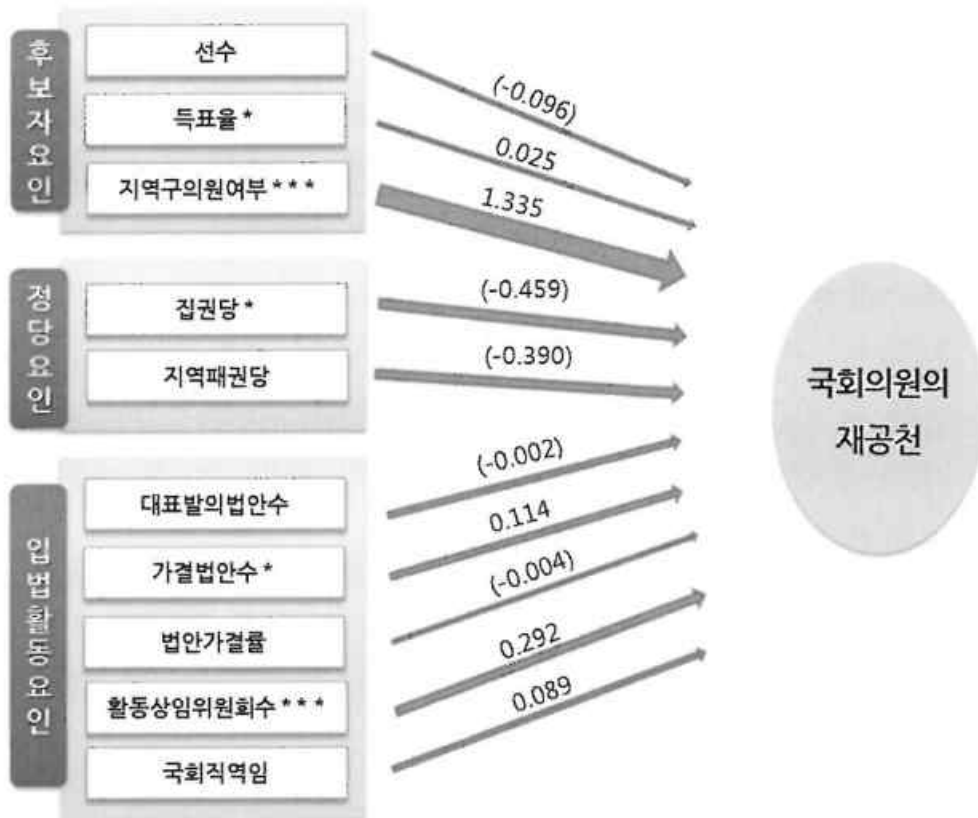 후보자요인
선수
(-0.096)
득표율 *
0.025
지역구의원여부 * * *
1.335
정당요인
집권당 *
(-0.459)
지역패권당
(-0.390)
입법활동요인
대표발의법안수
(-0.002)
가결법안수 *
0.114
법안가결률
(-0.004)
활동상임위원회수 * * *
0.292
국회직역임
0.089
국회의원의
재공천